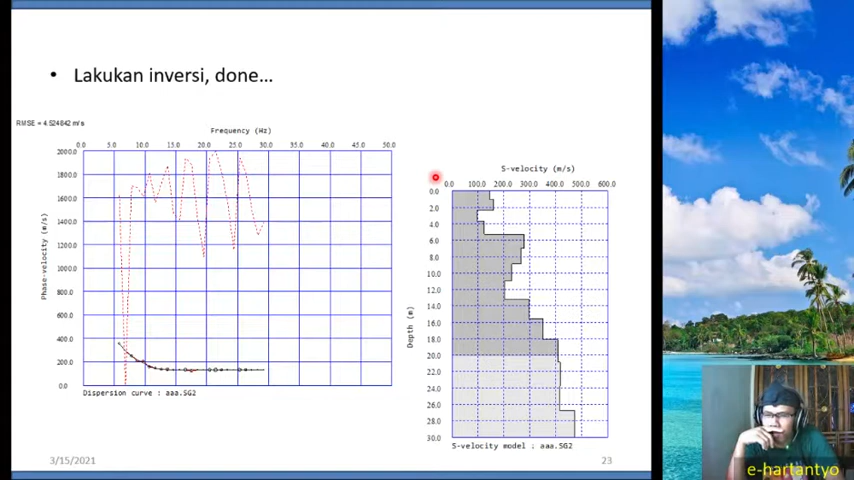 • Lakukan inversi, done...
RMSE = 4.524642 m/s
Frequency (Hz)
0.0 5.0 10.0 15.0 20.0 25.0 30.0 35.0 40.0 45.0 50.0
2000.0
1800.0
1600.0
1400.0
1200.0
1000.0
800.0
600.0
400.0
200.0
0.0
Phase-velocity (m/s)
Dispersion curve : aaa.SG2
S-velocity (m/s)
0.0 100.0 200.0 300.0 400.0 500.0 600.0
0.0
2.0
4.0
6.0
8.0
10.0
12.0
14.0
16.0
18.0
20.0
22.0
24.0
26.0
28.0
30.0
Depth (m)
S-velocity model : aaa.SG2
3/15/2021
23
e-hartantyo